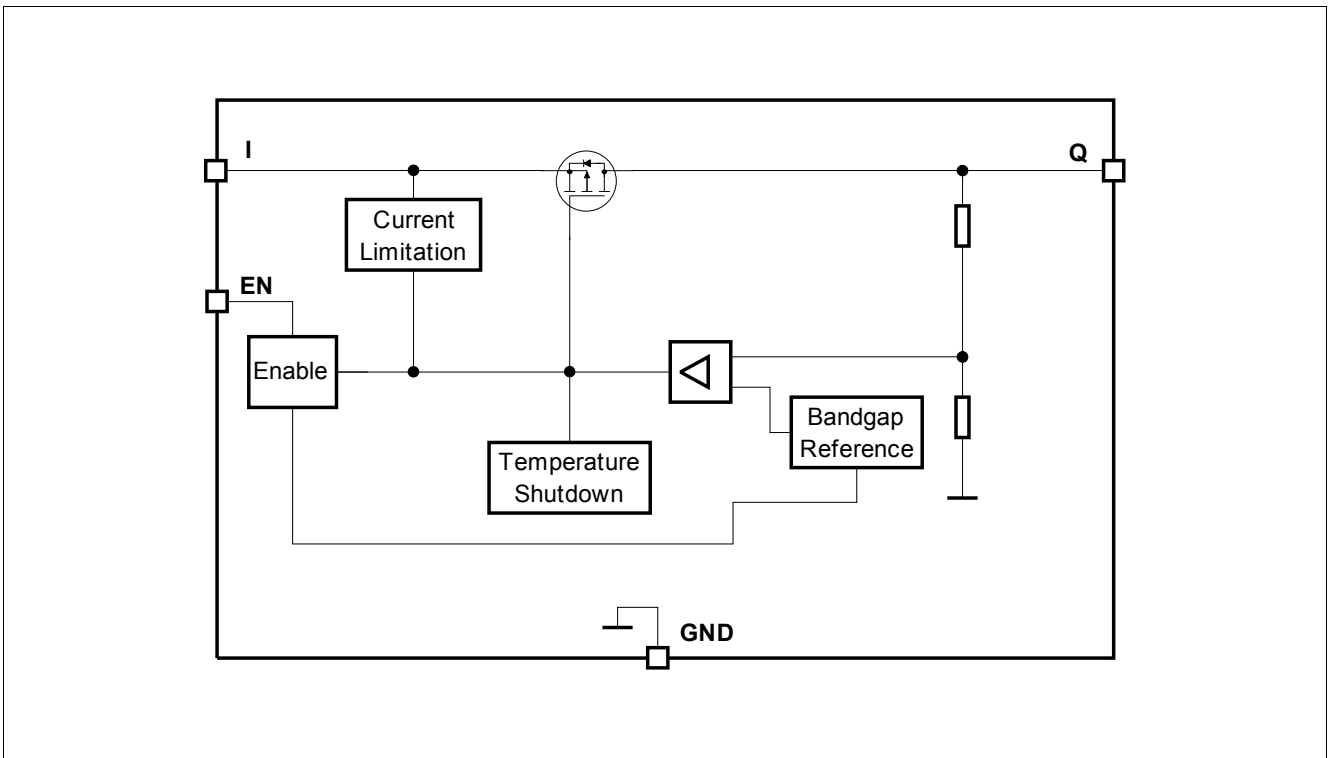 I
Q
Current
Limitation
EN
Enable
Bandgap
Reference
Temperature
Shutdown
GND